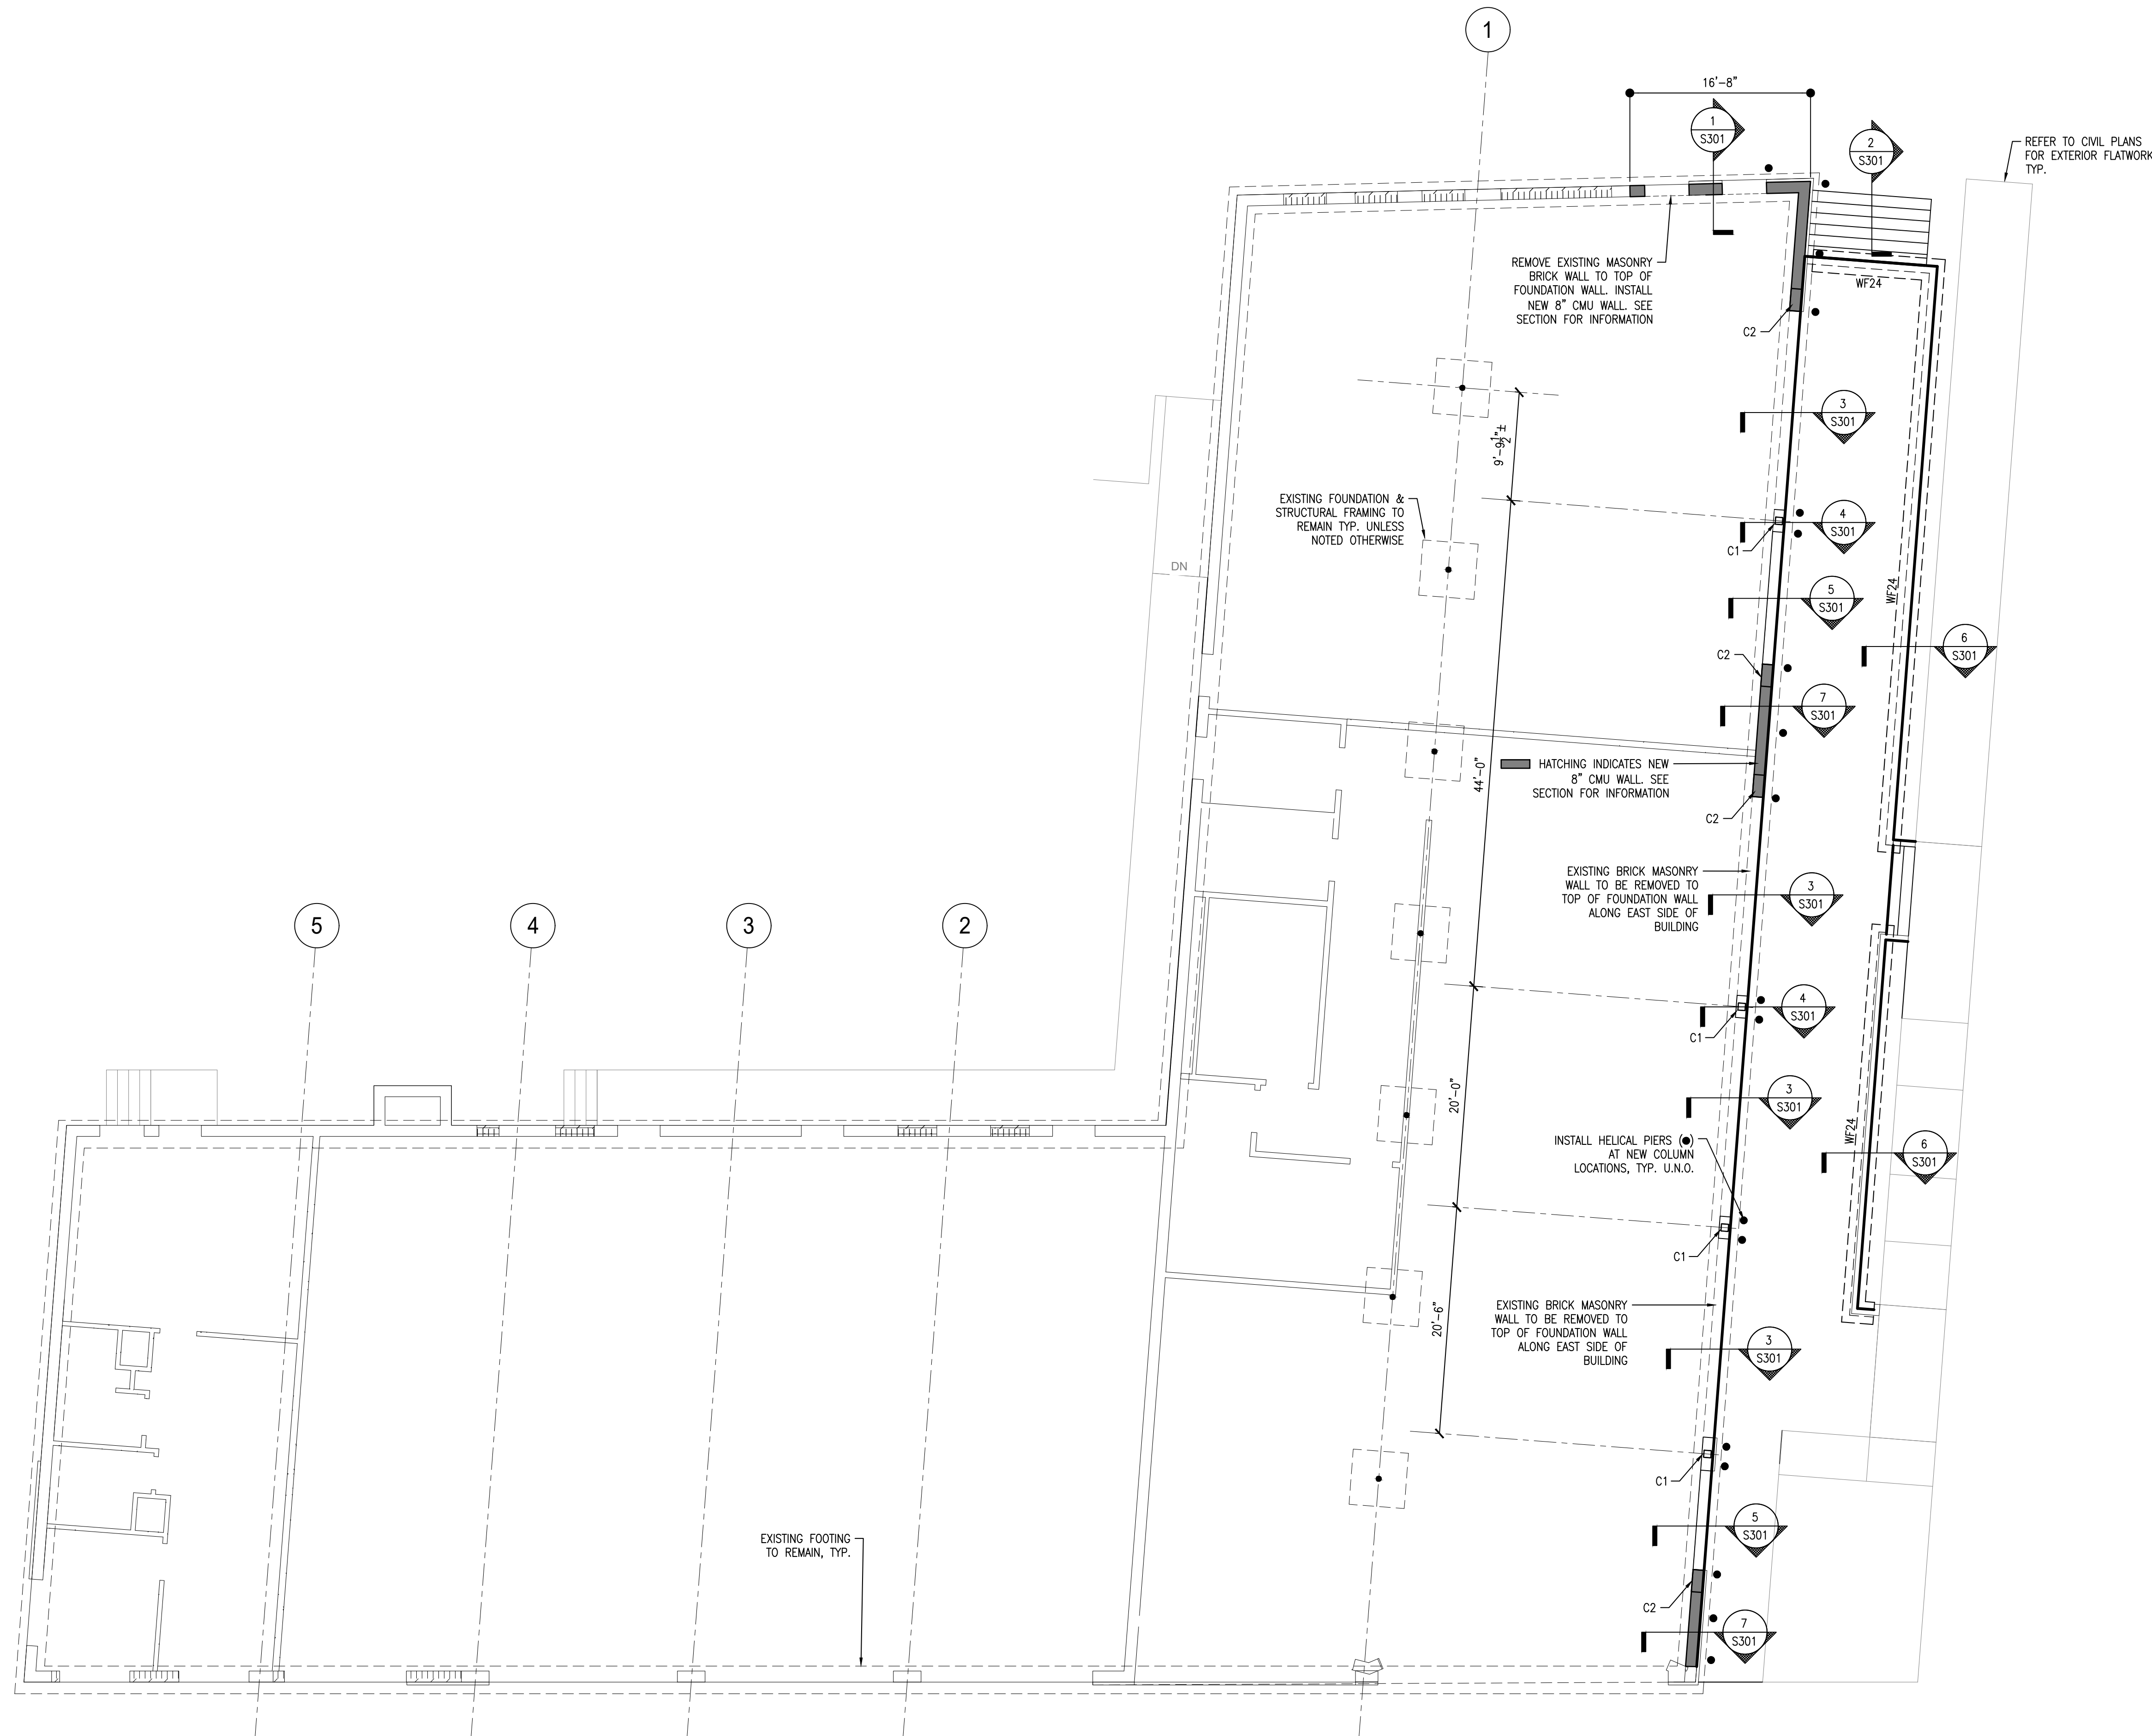 1
16'-8"
1
S301
2
S301
REFER TO CIVIL PLANS
FOR EXTERIOR FLATWORK
TYP.
REMOVE EXISTING MASONRY
BRICK WALL TO TOP OF
FOUNDATION WALL. INSTALL
NEW 8" CMU WALL. SEE
SECTION FOR INFORMATION
WF24
C2
3
S301
9'-9 1/2"±
EXISTING FOUNDATION &
STRUCTURAL FRAMING TO
REMAIN TYP. UNLESS
NOTED OTHERWISE
4
S301
C1
DN
5
S301
WF24
6
S301
C2
7
S301
44'-0"
HATCHING INDICATES NEW
8" CMU WALL. SEE
SECTION FOR INFORMATION
C2
EXISTING BRICK MASONRY
WALL TO BE REMOVED TO
TOP OF FOUNDATION WALL
ALONG EAST SIDE OF
BUILDING
3
S301
5
4
3
2
4
S301
C1
20'-0"
3
S301
WF24
INSTALL HELICAL PIERS (●)
AT NEW COLUMN
LOCATIONS, TYP. U.N.O.
6
S301
C1
20'-6"
EXISTING BRICK MASONRY
WALL TO BE REMOVED TO
TOP OF FOUNDATION WALL
ALONG EAST SIDE OF
BUILDING
3
S301
C1
EXISTING FOOTING
TO REMAIN, TYP.
5
S301
C2
7
S301